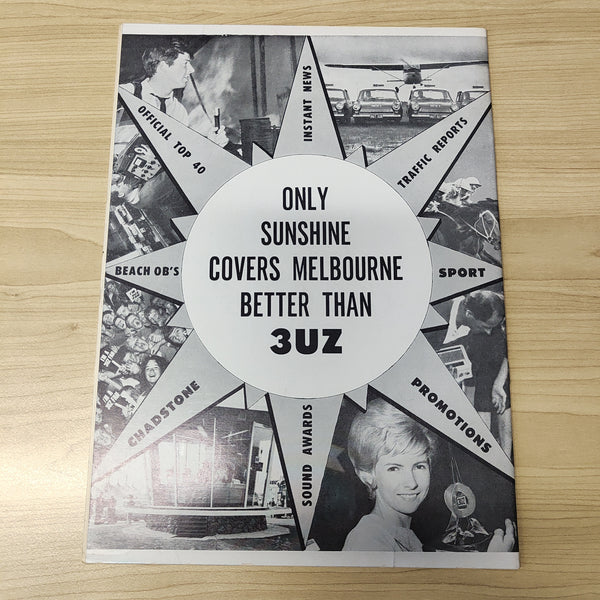 ONLY
SUNSHINE
COVERS MELBOURNE
BETTER THAN
3UZ
INSTANT NEWS
TRAFFIC REPORTS
SPORT
PROMOTIONS
SOUND AWARDS
CHADSTONE
BEACH OB'S
OFFICIAL TOP 40